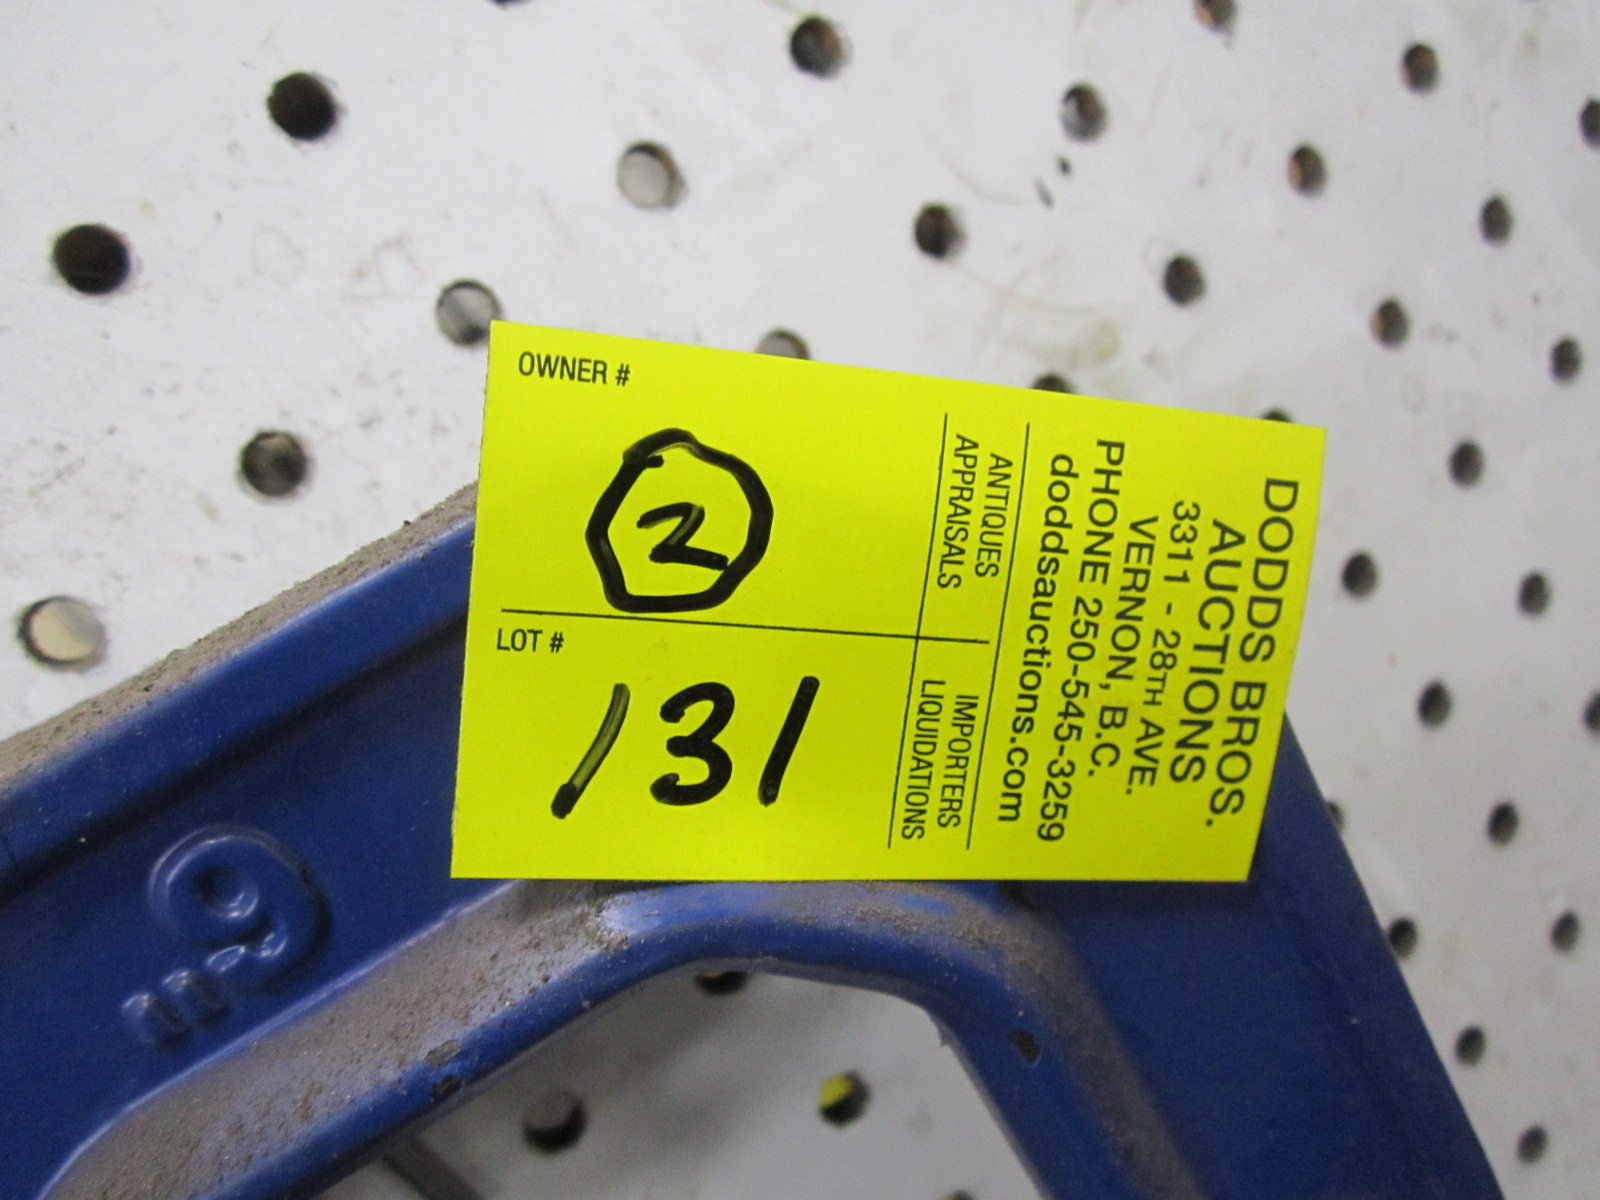 OWNER #
2
LOT #
131
DODDS BROS.
AUCTIONS
3311 - 28TH AVE.
VERNON, B.C.
PHONE 250-545-3259
doddsauctions.com
ANTIQUES
APPRAISALS
IMPORTERS
LIQUIDATIONS
6"